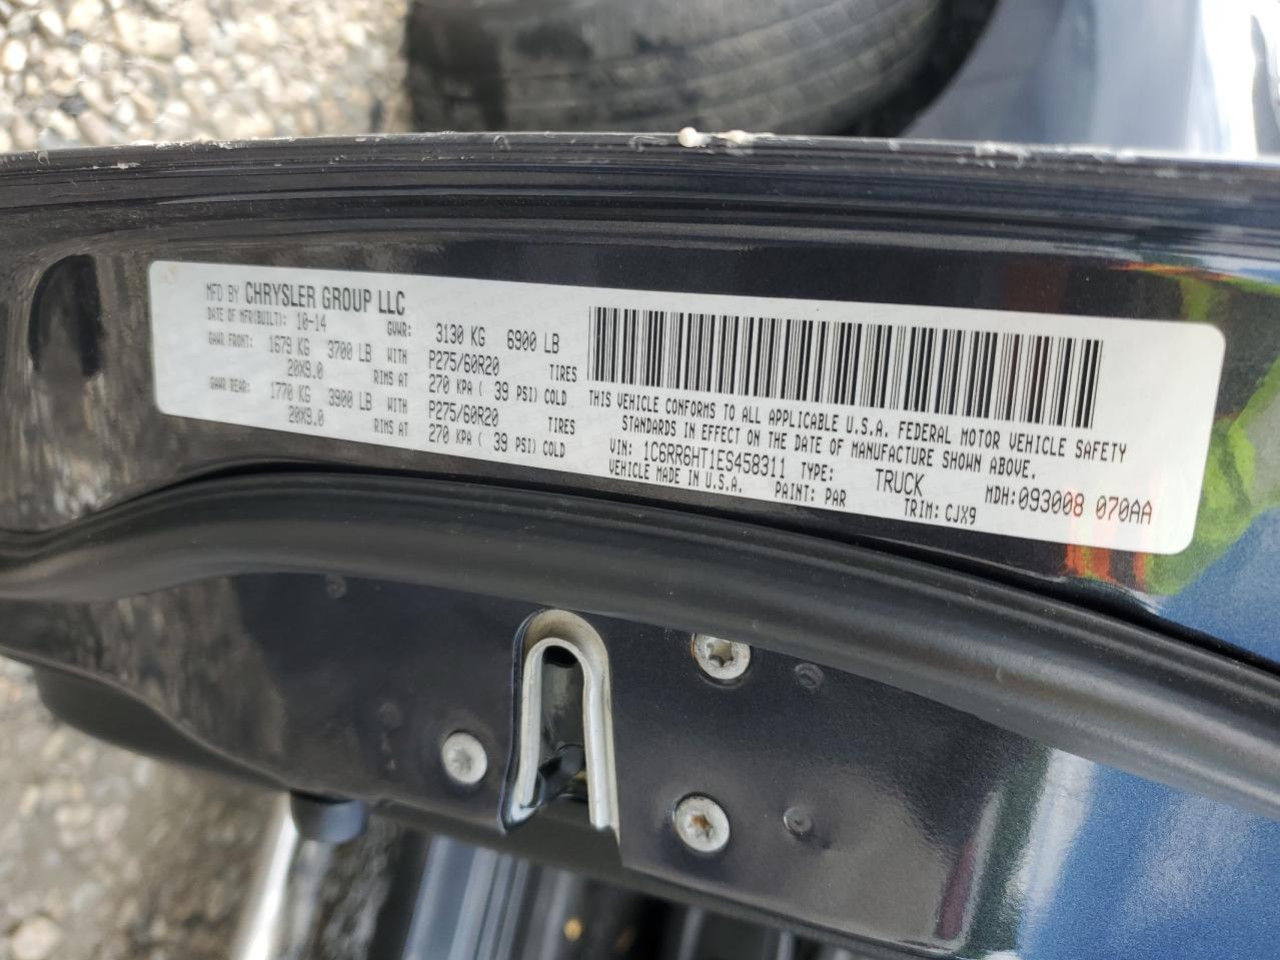 MFD BY CHRYSLER GROUP LLC
DATE OF MFR(BUILT): 10-14 GVWR: 3130 KG 6900 LB
GAWR FRONT: 1679 KG 3700 LB WITH P275/60R20 TIRES
20X9.0 RIMS AT 270 KPA ( 39 PSI) COLD
GAWR REAR: 1770 KG 3900 LB WITH P275/60R20 TIRES
20X9.0 RIMS AT 270 KPA ( 39 PSI) COLD
THIS VEHICLE CONFORMS TO ALL APPLICABLE U.S.A. FEDERAL MOTOR VEHICLE SAFETY
STANDARDS IN EFFECT ON THE DATE OF MANUFACTURE SHOWN ABOVE.
VIN: 1C6RR6HT1ES458311 TYPE: TRUCK MDH:093008 070AA
VEHICLE MADE IN U.S.A. PAINT: PAR TRIM: CJX9